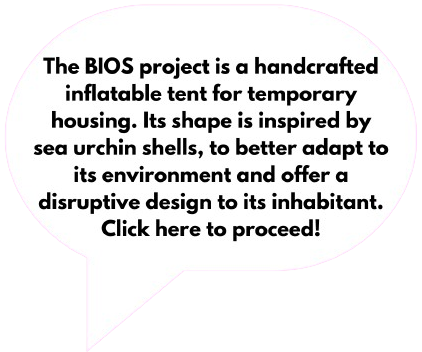 The BIOS project is a handcrafted
inflatable tent for temporary
housing. Its shape is inspired by
sea urchin shells, to better adapt to
its environment and offer a
disruptive design to its inhabitant.
Click here to proceed!